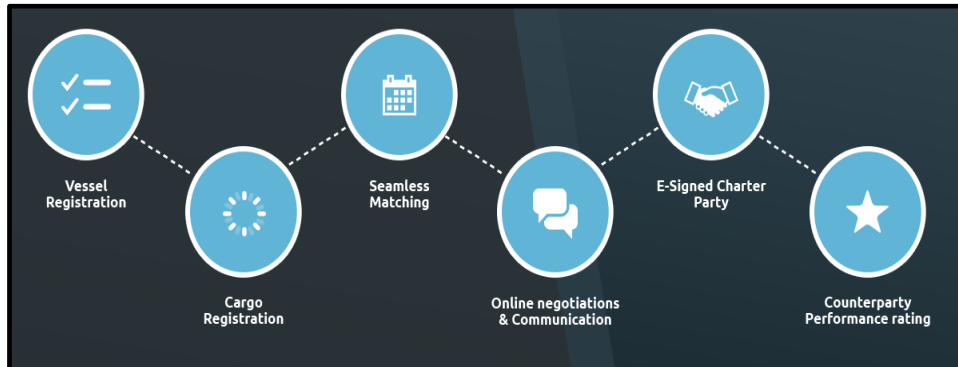 Vessel
Registration
Cargo
Registration
Seamless
Matching
Online negotiations
& Communication
E-Signed Charter
Party
Counterparty
Performance rating